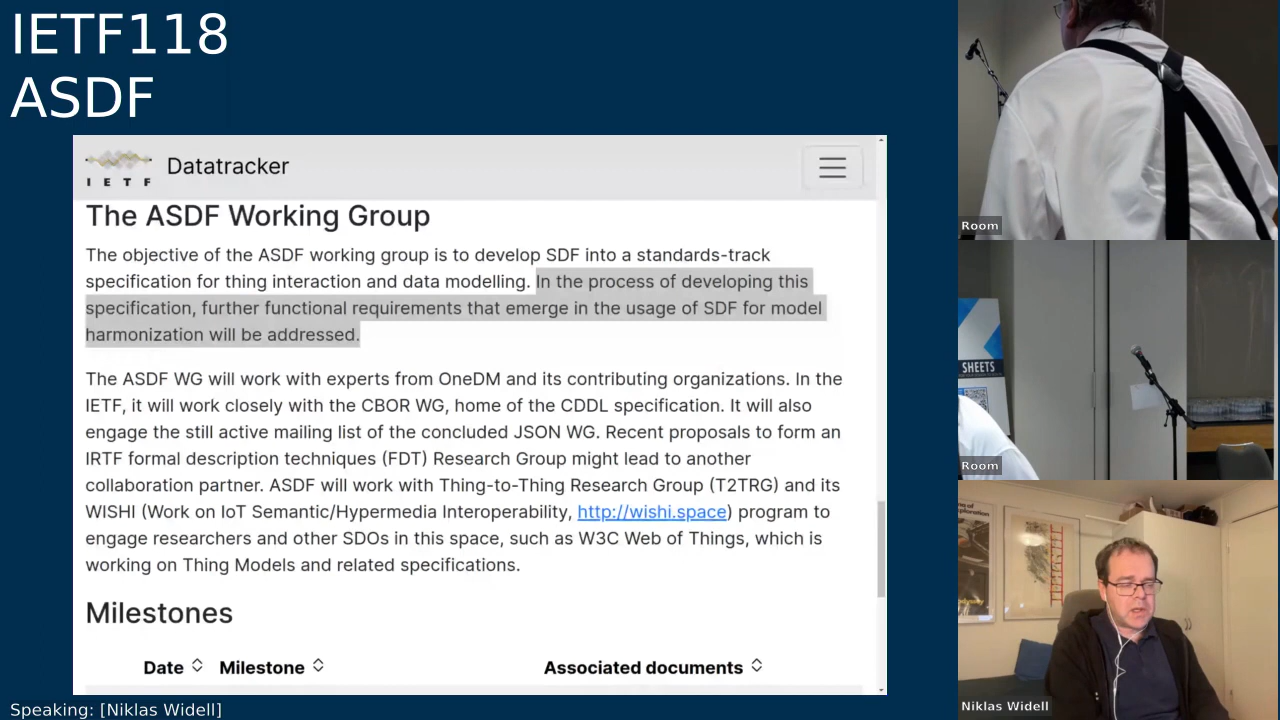 IETF118
ASDF
IETF
Datatracker
The ASDF Working Group
The objective of the ASDF working group is to develop SDF into a standards-track
specification for thing interaction and data modelling. In the process of developing this
specification, further functional requirements that emerge in the usage of SDF for model
harmonization will be addressed.
The ASDF WG will work with experts from OneDM and its contributing organizations. In the
IETF, it will work closely with the CBOR WG, home of the CDDL specification. It will also
engage the still active mailing list of the concluded JSON WG. Recent proposals to form an
IRTF formal description techniques (FDT) Research Group might lead to another
collaboration partner. ASDF will work with Thing-to-Thing Research Group (T2TRG) and its
WISHI (Work on IoT Semantic/Hypermedia Interoperability, http://wishi.space) program to
engage researchers and other SDOs in this space, such as W3C Web of Things, which is
working on Thing Models and related specifications.
Milestones
Date Milestone Associated documents
Speaking: [Niklas Widell]
Room
SHEETS
Room
Niklas Widell